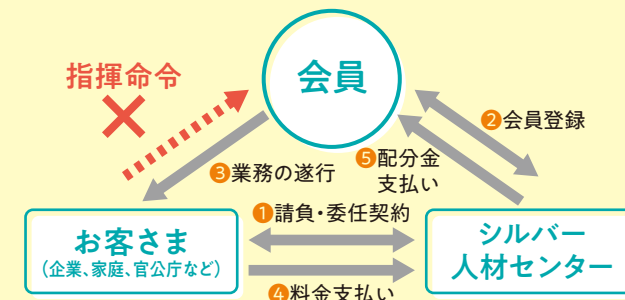 会員
指揮命令
❷会員登録
❸業務の遂行
❺配分金
支払い
❶請負・委任契約
お客さま
（企業、家庭、官公庁など）
シルバー
人材センター
❹料金支払い